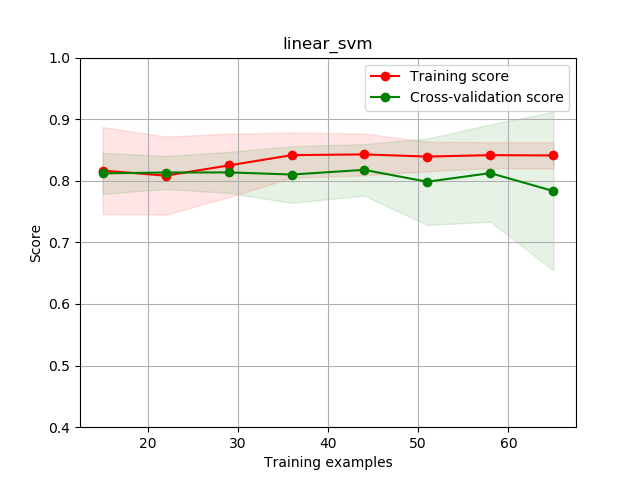 linear_svm
1.0
0.9
0.8
0.7
0.6
0.5
0.4
Score
Training score
Cross-validation score
20
30
40
50
60
Training examples